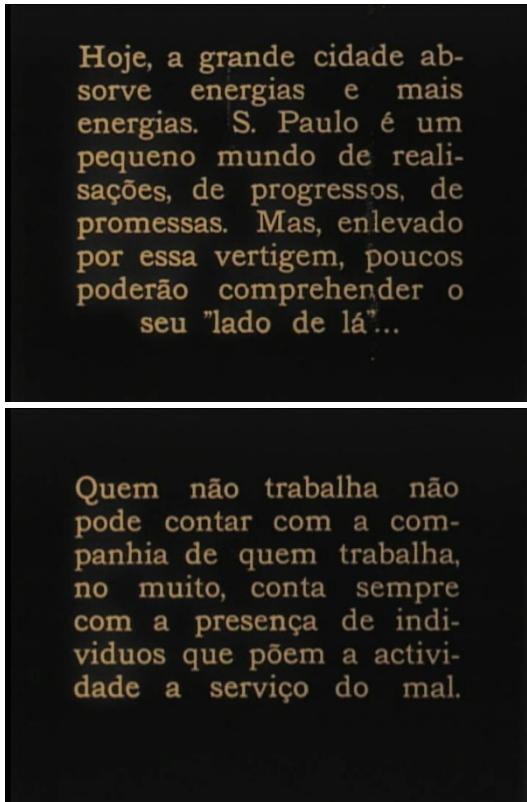 Hoje, a grande cidade ab-
sorve energias e mais
energias. S. Paulo é um
pequeno mundo de reali-
sações, de progressos, de
promessas. Mas, enlevado
por essa vertigem, poucos
poderão comprehender o
seu "lado de lá"...
Quem não trabalha não
pode contar com a com-
panhia de quem trabalha,
no muito, conta sempre
com a presença de indi-
viduos que põem a activi-
dade a serviço do mal.